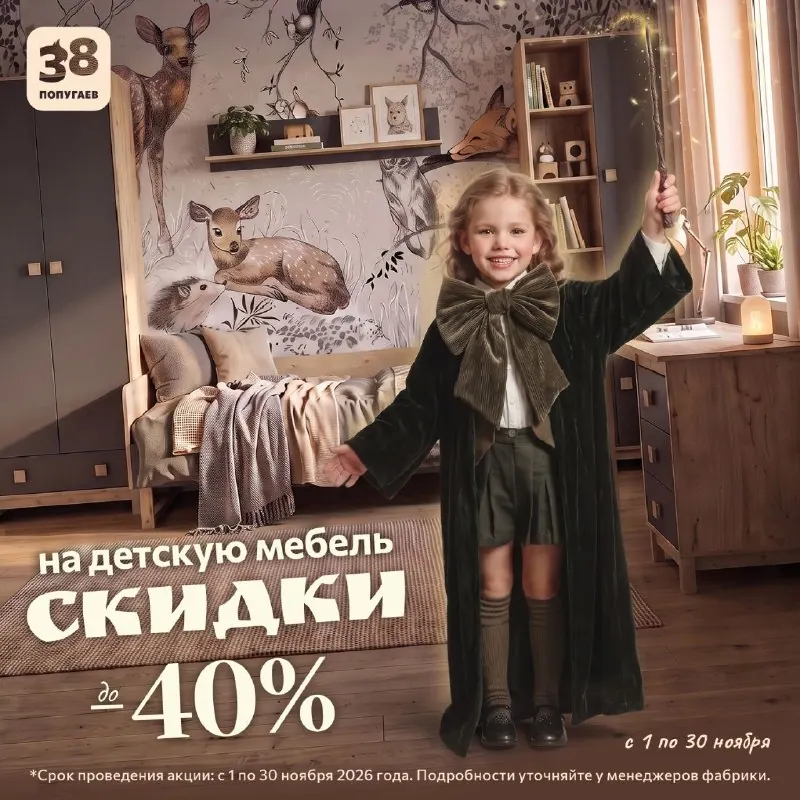 38
ПОПУГАЕВ
на детскую мебель
скидки
до 40%
с 1 по 30 ноября
*Срок проведения акции: с 1 по 30 ноября 2026 года. Подробности уточняйте у менеджеров фабрики.